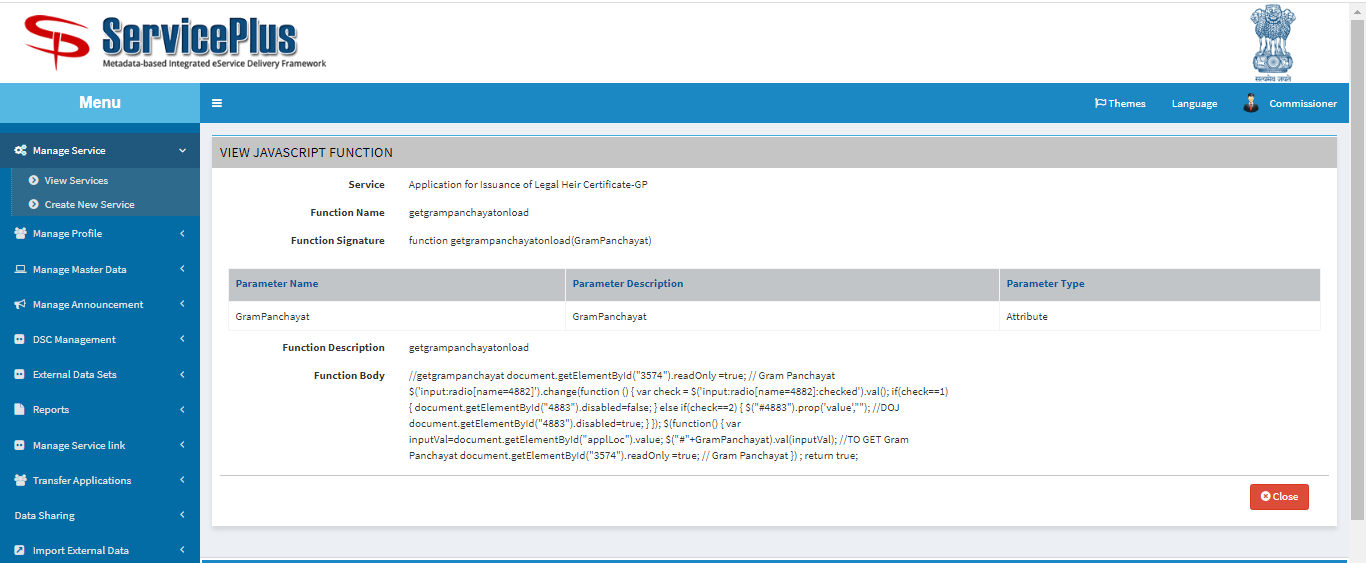 ServicePlus
Metadata-based Integrated eService Delivery Framework
सत्यमेव जयते
Menu
Themes Language Commissioner
Manage Service
View Services
Create New Service
Manage Profile
Manage Master Data
Manage Announcement
DSC Management
External Data Sets
Reports
Manage Service link
Transfer Applications
Data Sharing
Import External Data
VIEW JAVASCRIPT FUNCTION
Service Application for Issuance of Legal Heir Certificate-GP
Function Name getgrampanchayatonload
Function Signature function getgrampanchayatonload(GramPanchayat)
Parameter Name Parameter Description Parameter Type
GramPanchayat GramPanchayat Attribute
Function Description getgrampanchayatonload
Function Body //getgrampanchayat document.getElementById("3574").readOnly =true; // Gram Panchayat
$('input:radio[name=4882]').change(function () { var check = $('input:radio[name=4882]:checked').val(); if(check==1)
{ document.getElementById("4883").disabled=false; } else if(check==2) { $("#4883").prop('value',""); //DOJ
document.getElementById("4883").disabled=true; } }); $(function() { var
inputVal=document.getElementById("applLoc").value; $("#"+GramPanchayat).val(inputVal); //TO GET Gram
Panchayat document.getElementById("3574").readOnly =true; // Gram Panchayat }) ; return true;
Close